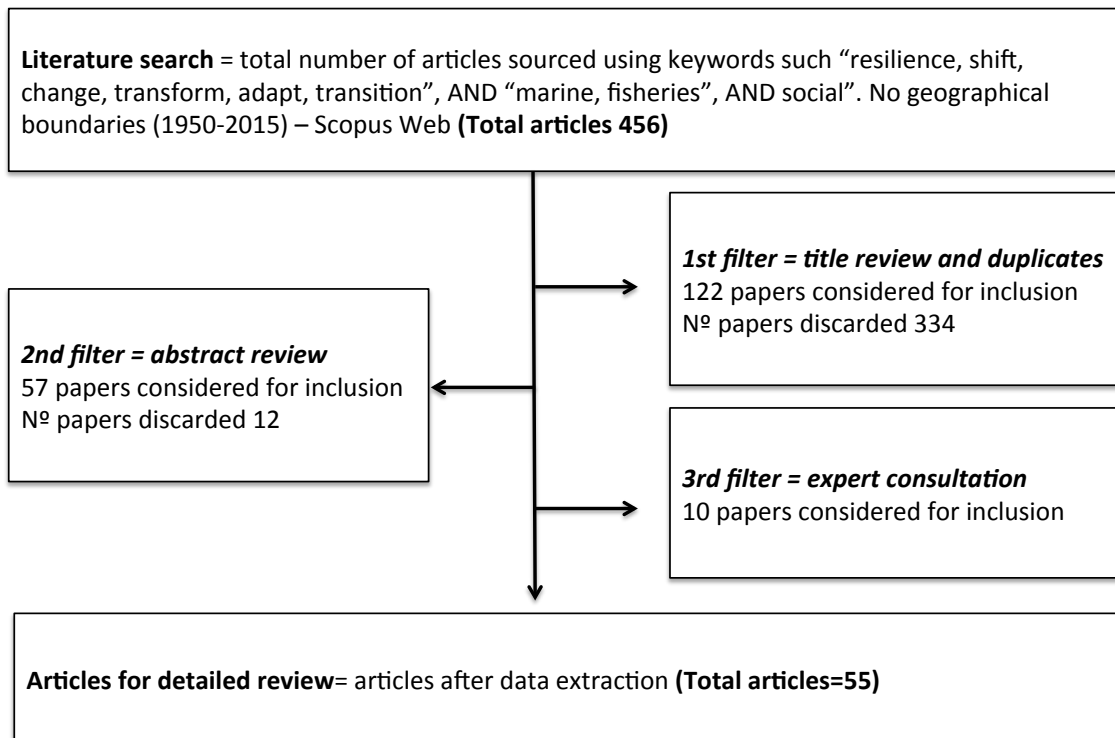 Literature search = total number of articles sourced using keywords such “resilience, shift,
change, transform, adapt, transition”, AND “marine, fisheries”, AND social”. No geographical
boundaries (1950-2015) – Scopus Web (Total articles 456)
1st filter = title review and duplicates
122 papers considered for inclusion
Nº papers discarded 334
2nd filter = abstract review
57 papers considered for inclusion
Nº papers discarded 12
3rd filter = expert consultation
10 papers considered for inclusion
Articles for detailed review= articles after data extraction (Total articles=55)